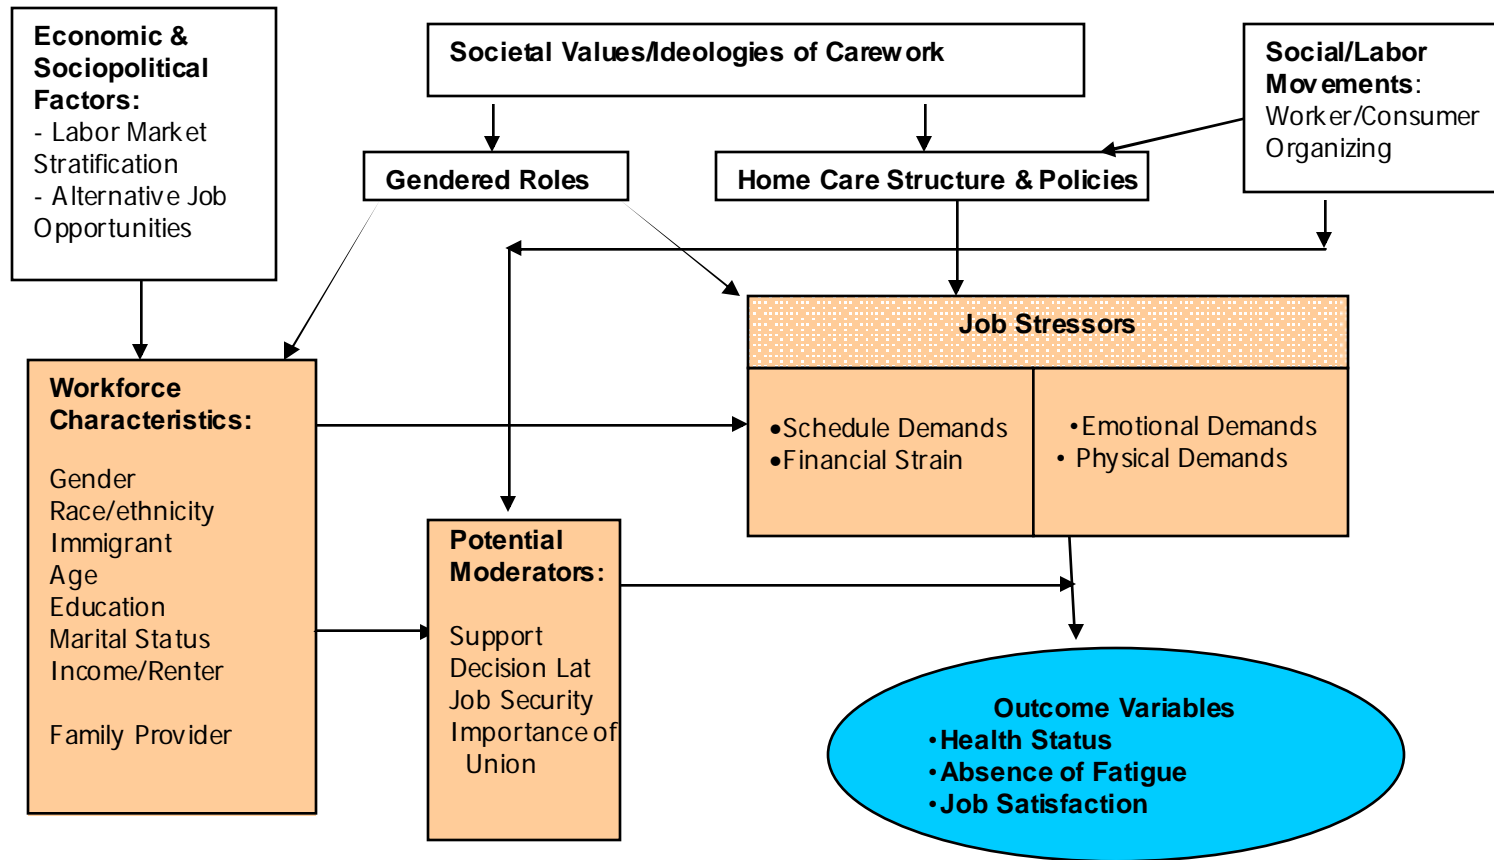 Economic &
Sociopolitical
Factors:
- Labor Market
Stratification
- Alternative Job
Opportunities
Societal Values/Ideologies of Carework
Social/Labor
Movements:
Worker/Consumer
Organizing
Gendered Roles
Home Care Structure & Policies
Job Stressors
•Schedule Demands
•Financial Strain
•Emotional Demands
• Physical Demands
Workforce
Characteristics:
Gender
Race/ethnicity
Immigrant
Age
Education
Marital Status
Income/Renter
Family Provider
Potential
Moderators:
Support
Decision Lat
Job Security
Importance of
Union
Outcome Variables
•Health Status
•Absence of Fatigue
•Job Satisfaction